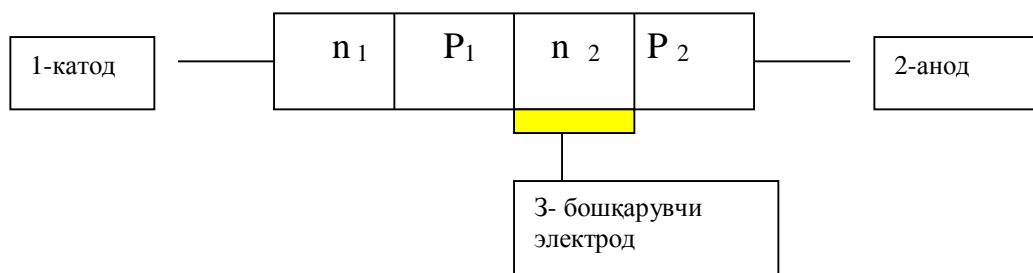 1-катод
n 1
P1
n 2
P 2
2-анод
3- бошқарувчи
электрод